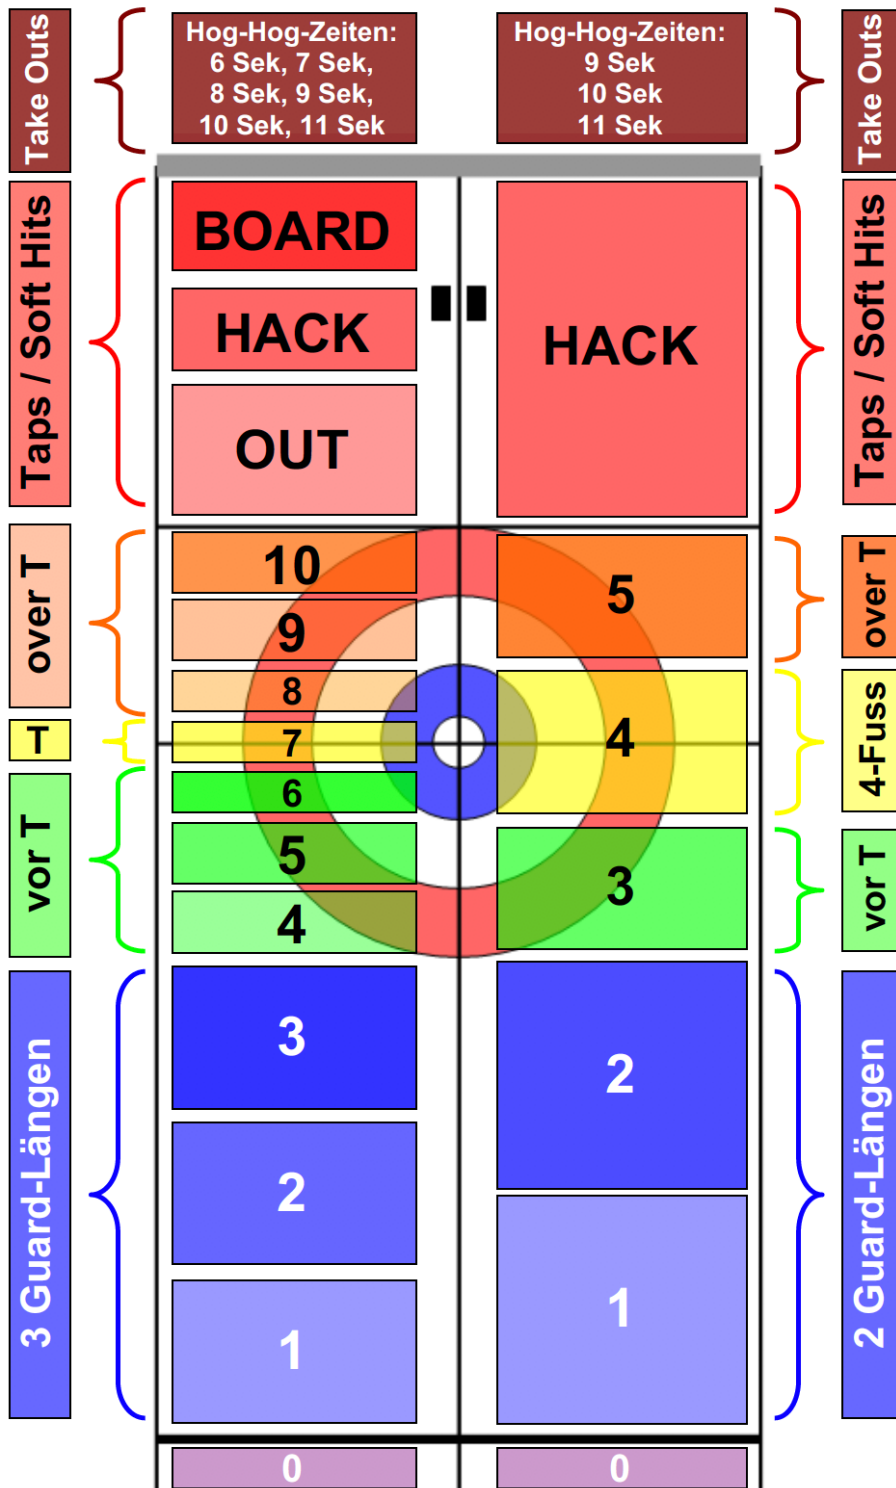 Take Outs
Hog-Hog-Zeiten:
6 Sek, 7 Sek,
8 Sek, 9 Sek,
10 Sek, 11 Sek
Hog-Hog-Zeiten:
9 Sek
10 Sek
11 Sek
Take Outs
Taps / Soft Hits
BOARD
HACK
OUT
HACK
Taps / Soft Hits
over T
10
9
8
5
over T
T
7
4
4-Fuss
vor T
6
5
4
3
vor T
3 Guard-Längen
3
2
1
2
1
2 Guard-Längen
0
0